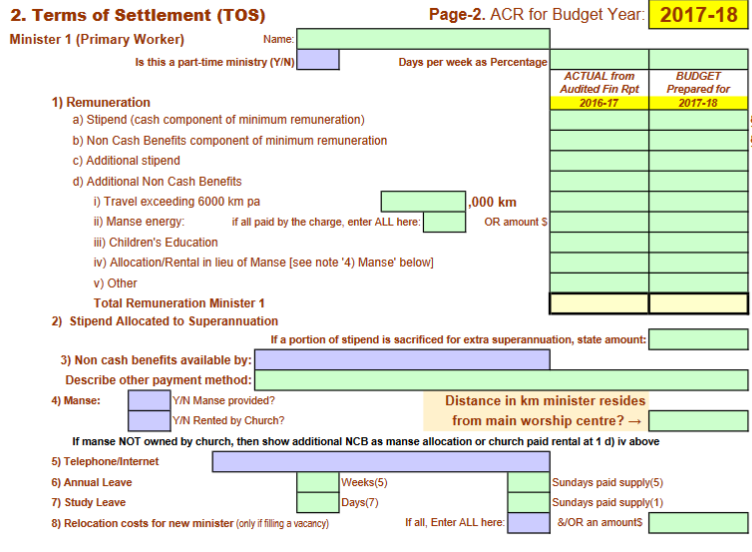 2. Terms of Settlement (TOS) Page-2. ACR for Budget Year: 2017-18
Minister 1 (Primary Worker) Name:
Is this a part-time ministry (Y/N) Days per week as Percentage
ACTUAL from BUDGET
Audited Fin Rpt Prepared for
1) Remuneration 2016-17 2017-18
a) Stipend (cash component of minimum remuneration)
b) Non Cash Benefits component of minimum remuneration
c) Additional stipend
d) Additional Non Cash Benefits
i) Travel exceeding 6000 km pa ,000 km
ii) Manse energy: if all paid by the charge, enter ALL here: OR amount $
iii) Children's Education
iv) Allocation/Rental in lieu of Manse [see note '4) Manse' below]
v) Other
Total Remuneration Minister 1
2) Stipend Allocated to Superannuation
If a portion of stipend is sacrificed for extra superannuation, state amount:
3) Non cash benefits available by:
Describe other payment method:
4) Manse: Y/N Manse provided? Distance in km minister resides
Y/N Rented by Church? from main worship centre? →
If manse NOT owned by church, then show additional NCB as manse allocation or church paid rental at 1 d) iv above
5) Telephone/Internet
6) Annual Leave Weeks(5) Sundays paid supply(5)
7) Study Leave Days(7) Sundays paid supply(1)
8) Relocation costs for new minister (only if filling a vacancy) If all, Enter ALL here: &/OR an amount$